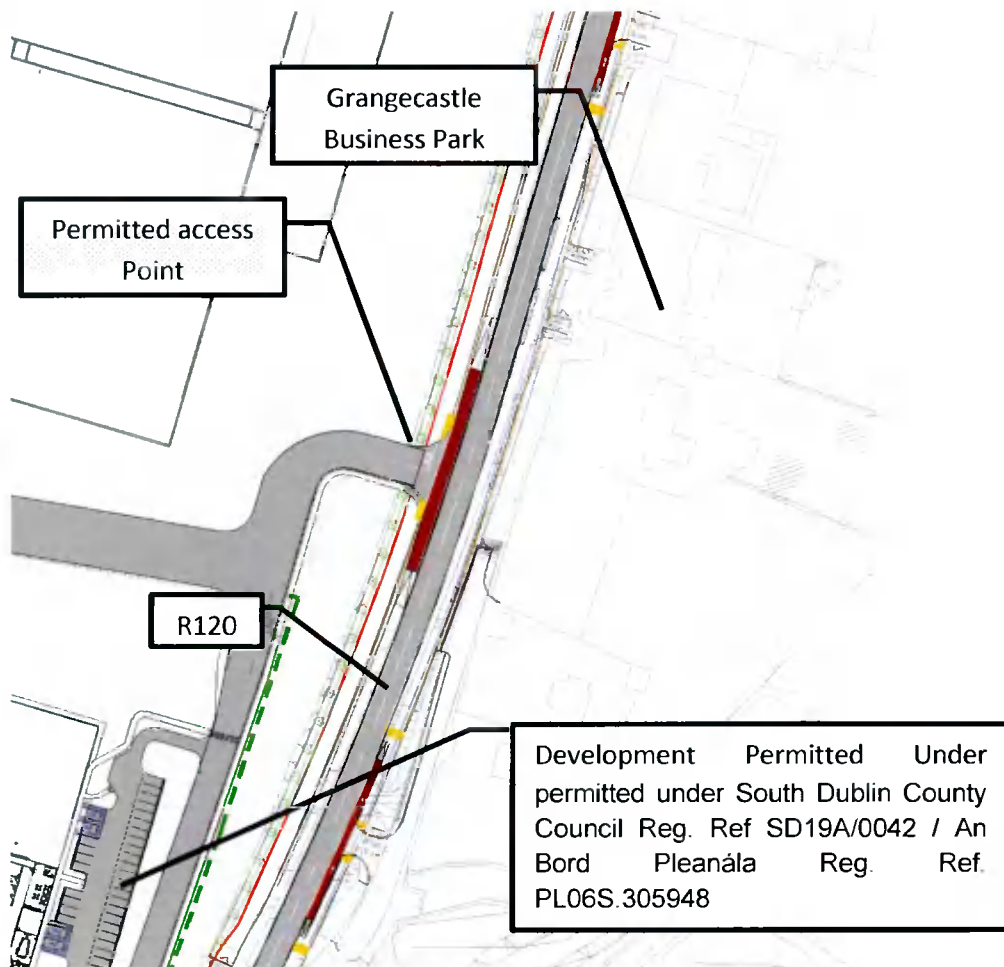 Grangecastle
Business Park
Permitted access
Point
R120
Development Permitted Under
permitted under South Dublin County
Council Reg. Ref SD19A/0042 / An
Bord Pleanála Reg. Ref.
PL06S.305948